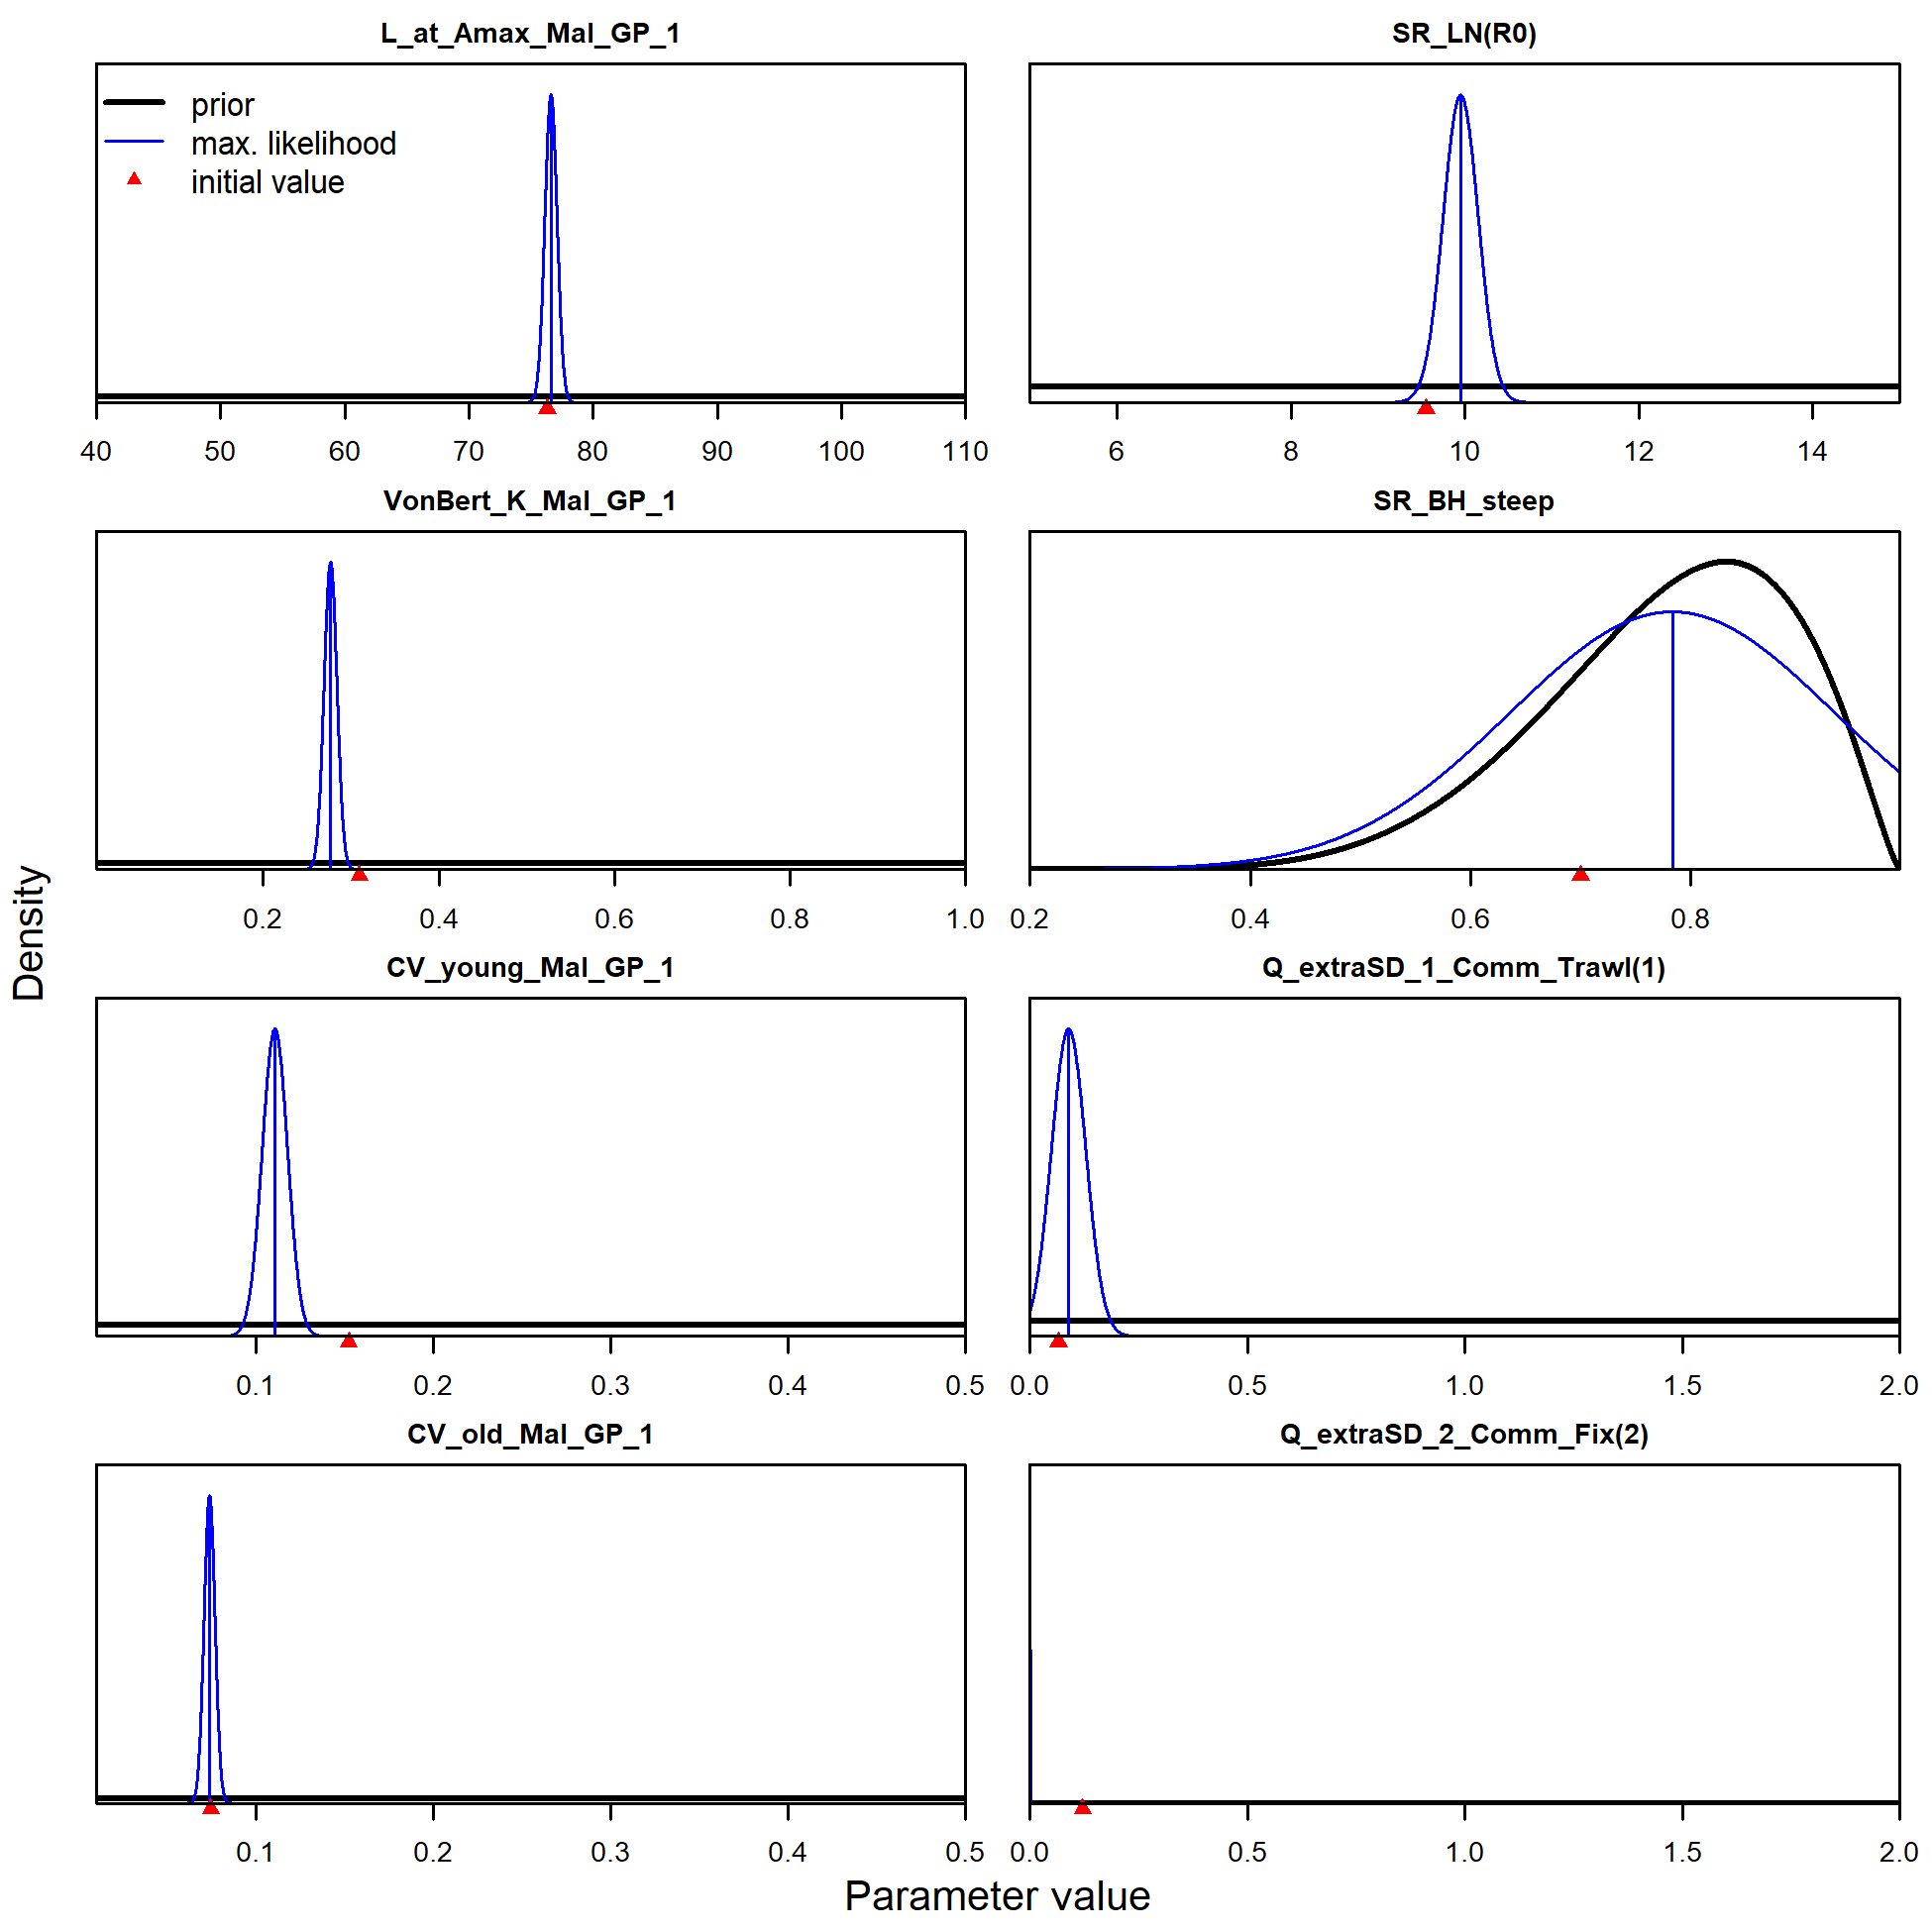 L_at_Amax_Mal_GP_1
prior
max. likelihood
initial value
40 50 60 70 80 90 100 110
SR_LN(R0)
6 8 10 12 14
VonBert_K_Mal_GP_1
0.2 0.4 0.6 0.8 1.0
SR_BH_steep
0.2 0.4 0.6 0.8
CV_young_Mal_GP_1
0.1 0.2 0.3 0.4 0.5
Q_extraSD_1_Comm_Trawl(1)
0.0 0.5 1.0 1.5 2.0
CV_old_Mal_GP_1
0.1 0.2 0.3 0.4 0.5
Q_extraSD_2_Comm_Fix(2)
0.0 0.5 1.0 1.5 2.0
Density
Parameter value